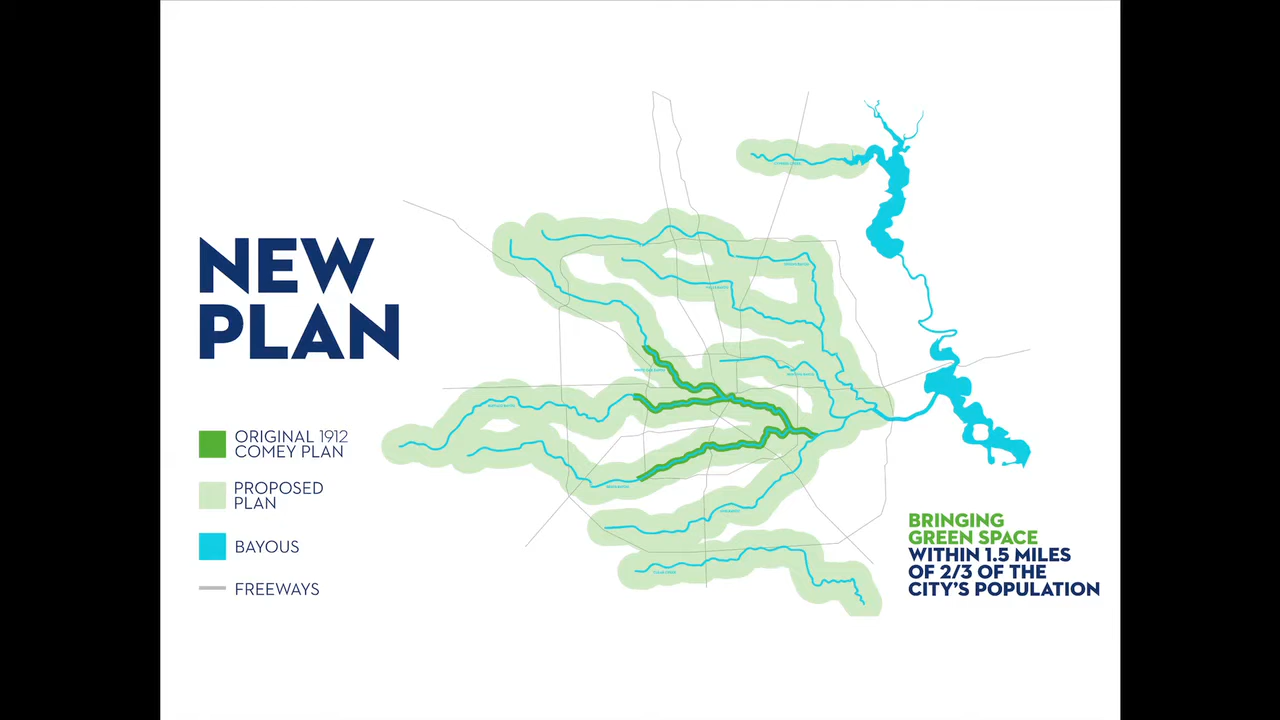 NEW
PLAN
ORIGINAL 1912
COMEY PLAN
PROPOSED
PLAN
BAYOUS
FREEWAYS
BRINGING
GREEN SPACE
WITHIN 1.5 MILES
OF 2/3 OF THE
CITY'S POPULATION